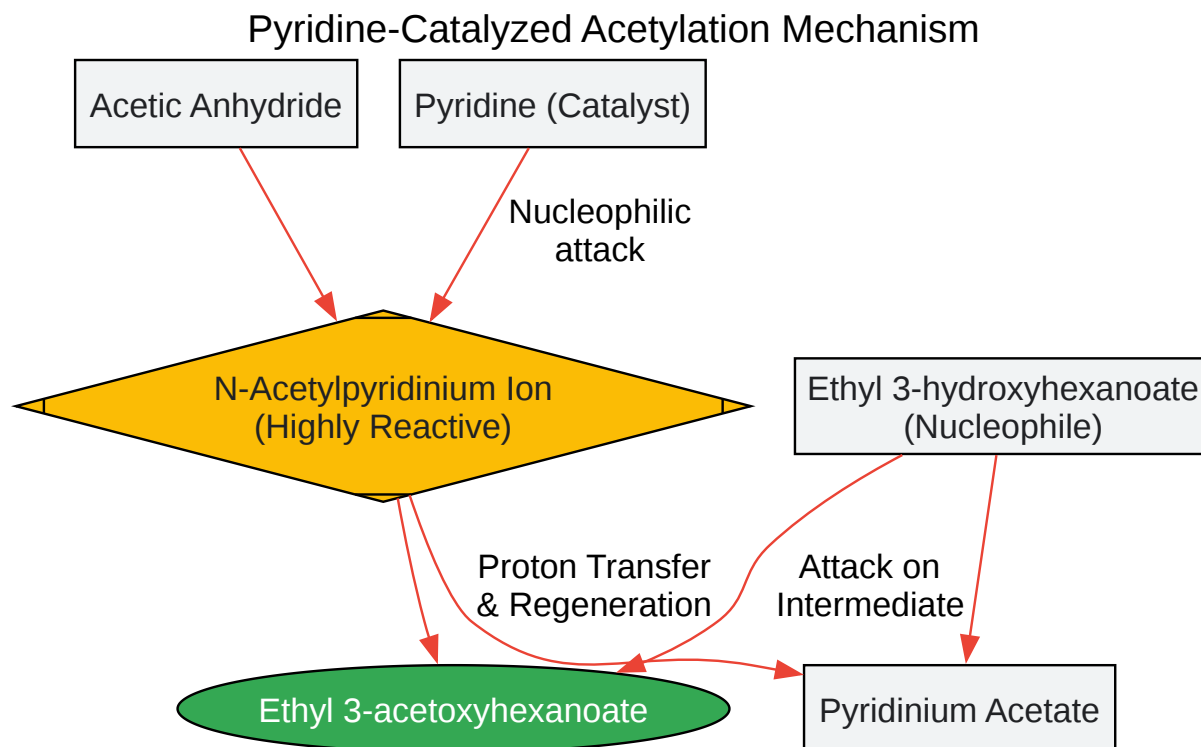 Pyridine-Catalyzed Acetylation Mechanism
Acetic Anhydride
Pyridine (Catalyst)
Nucleophilic
attack
N-Acetylpyridinium Ion
(Highly Reactive)
Ethyl 3-hydroxyhexanoate
(Nucleophile)
Proton Transfer
& Regeneration
Attack on
Intermediate
Ethyl 3-acetoxyhexanoate
Pyridinium Acetate